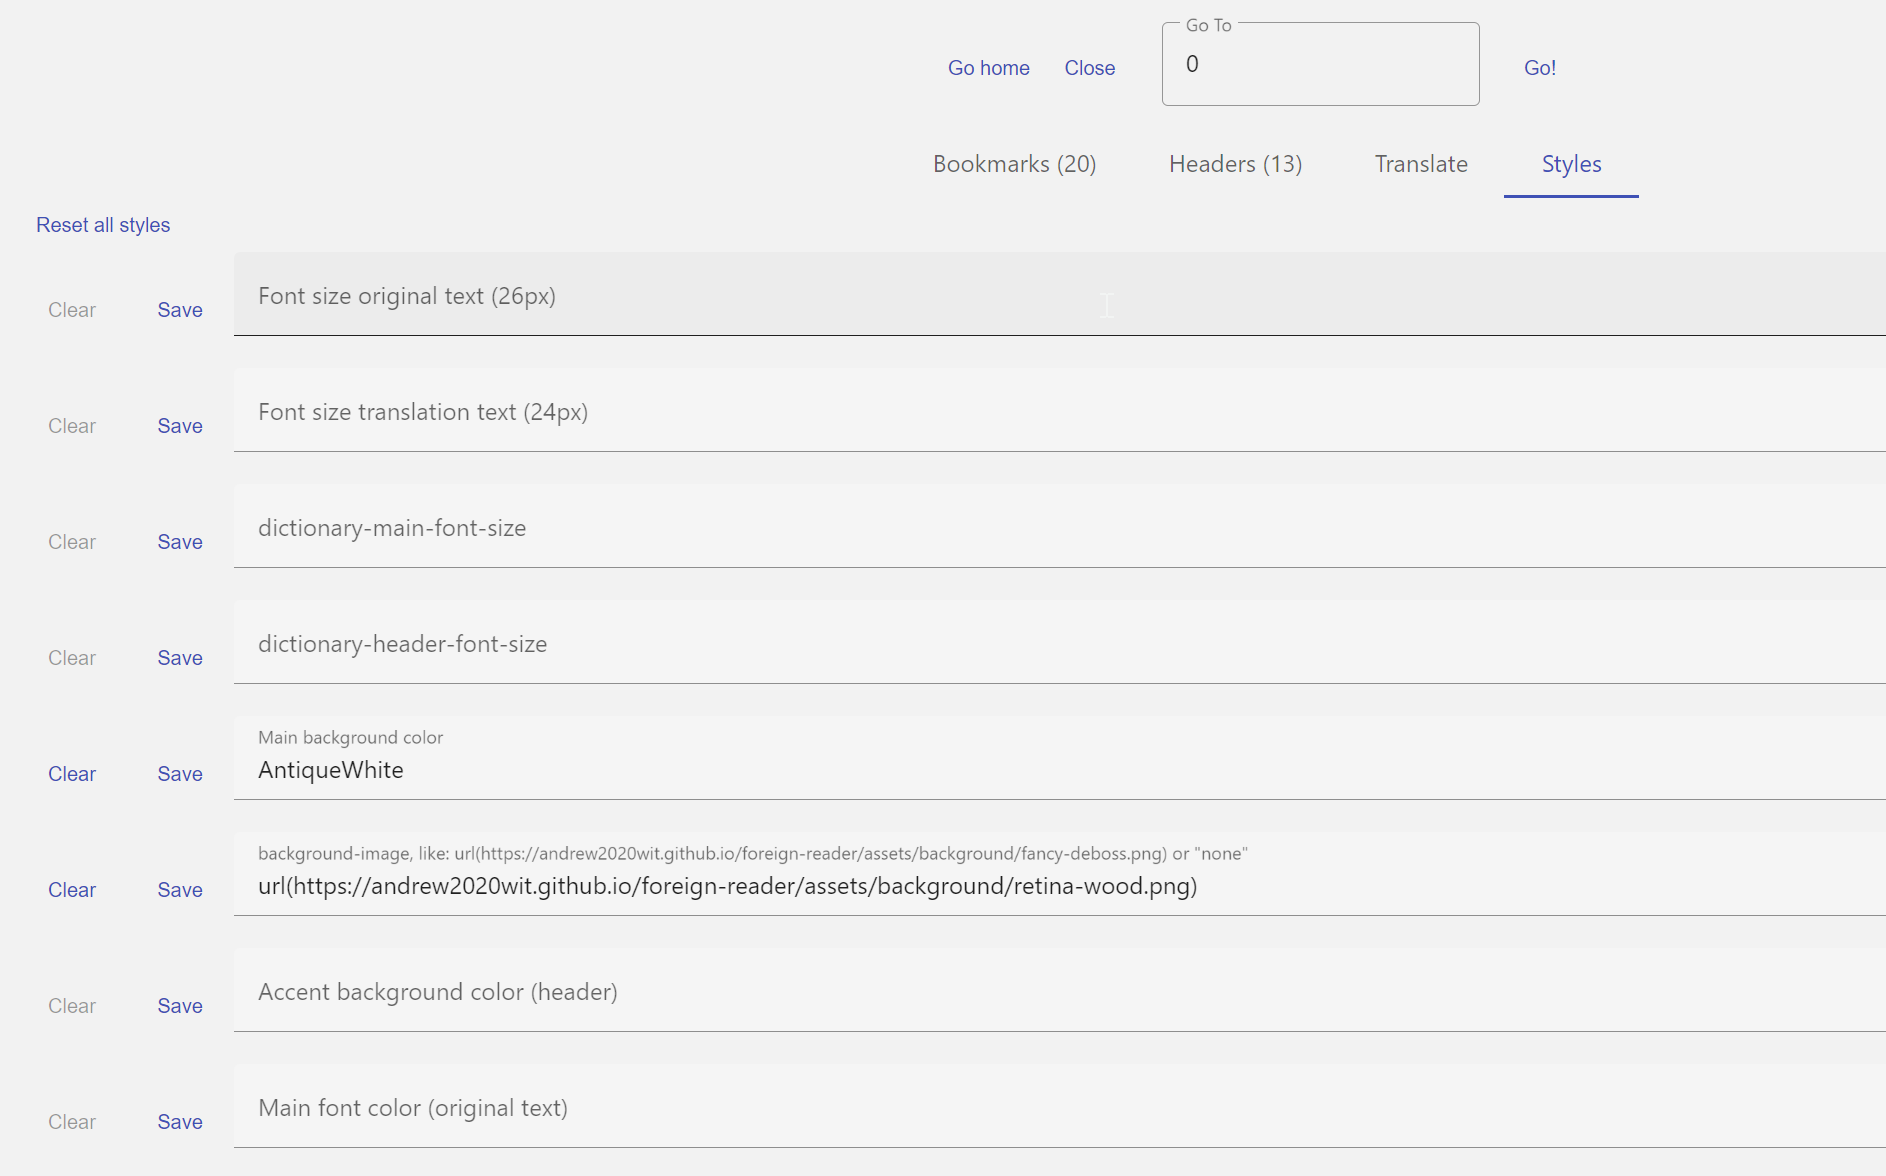 Go To
Go home Close 0 Go!
Bookmarks (20) Headers (13) Translate Styles
Reset all styles
Clear Save Font size original text (26px)
Clear Save Font size translation text (24px)
Clear Save dictionary-main-font-size
Clear Save dictionary-header-font-size
Main background color
Clear Save AntiqueWhite
background-image, like: url(https://andrew2020wit.github.io/foreign-reader/assets/background/fancy-deboss.png) or "none"
Clear Save url(https://andrew2020wit.github.io/foreign-reader/assets/background/retina-wood.png)
Clear Save Accent background color (header)
Clear Save Main font color (original text)